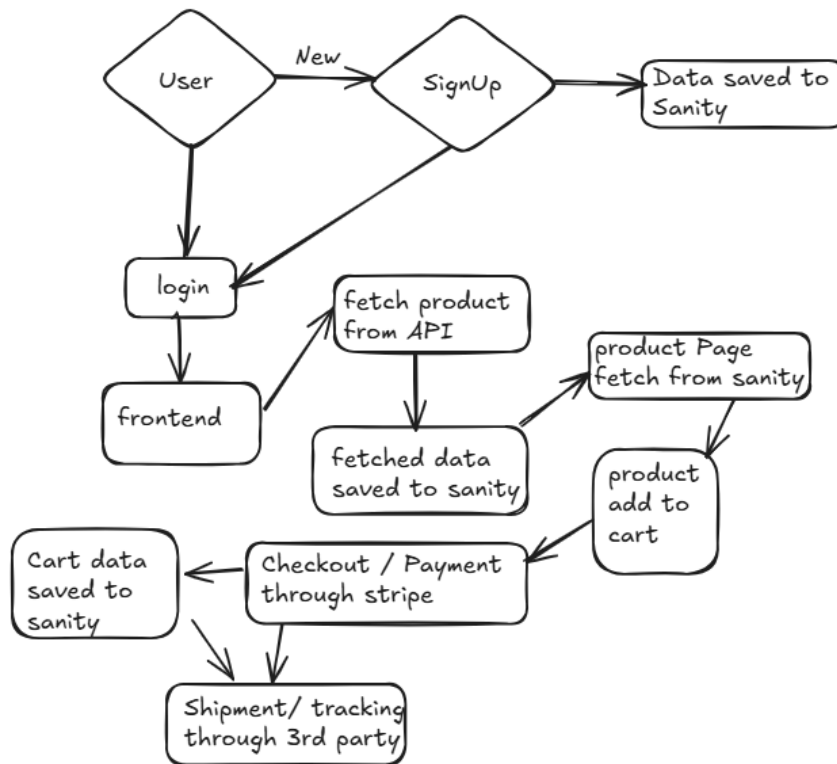 User
New
SignUp
Data saved to
Sanity
login
fetch product
from API
product Page
fetch from sanity
frontend
fetched data
saved to sanity
product
add to
cart
Cart data
saved to
sanity
Checkout / Payment
through stripe
Shipment/ tracking
through 3rd party